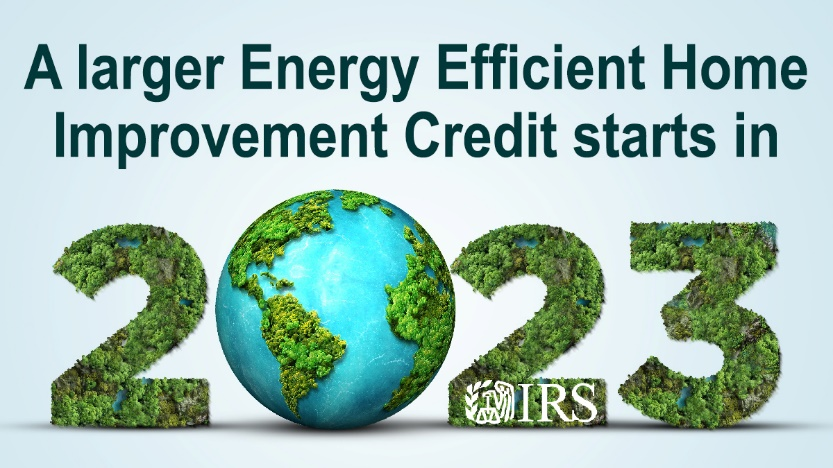 A larger Energy Efficient Home
Improvement Credit starts in
2023
IRS